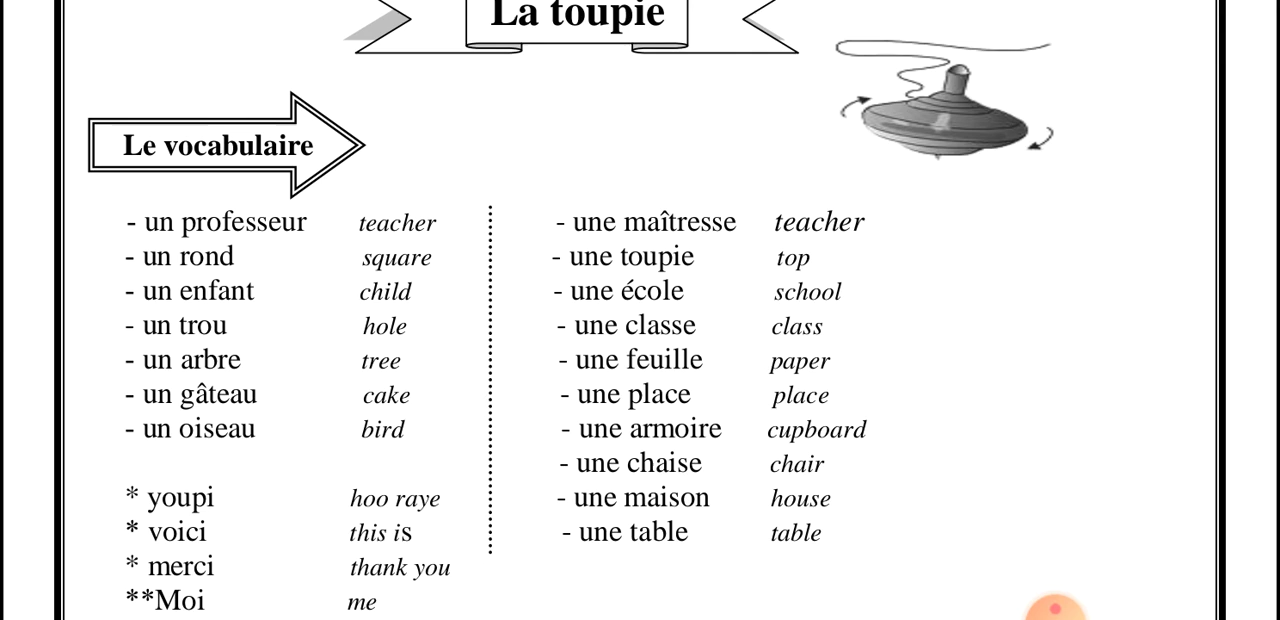 La toupie
Le vocabulaire
- un professeur teacher
- un rond square
- un enfant child
- un trou hole
- un arbre tree
- un gâteau cake
- un oiseau bird
* youpi hoo raye
* voici this is
* merci thank you
**Moi me
- une maîtresse teacher
- une toupie top
- une école school
- une classe class
- une feuille paper
- une place place
- une armoire cupboard
- une chaise chair
- une maison house
- une table table